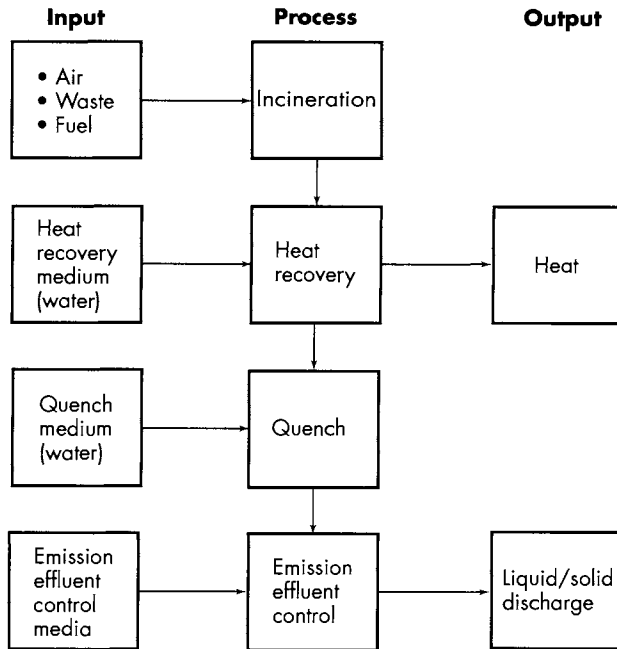 Input Process Output
• Air
• Waste
• Fuel
Incineration
Heat
recovery
medium
(water)
Heat
recovery
Heat
Quench
medium
(water)
Quench
Emission
effluent
control
media
Emission
effluent
control
Liquid/solid
discharge